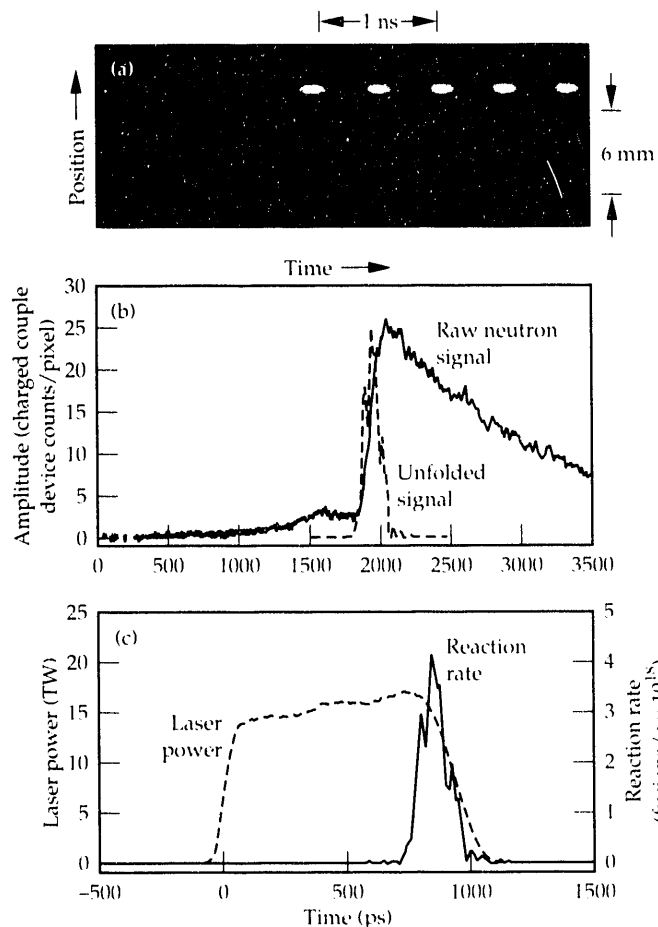 1 ns
(a)
Position
6 mm
Time
(b)
Amplitude (charged couple
device counts/pixel)
30
25
20
15
10
5
0
Raw neutron
signal
Unfolded
signal
0 500 1000 1500 2000 2500 3000 3500
(c)
Laser power (TW)
25
20
15
10
5
0
Laser
power
Reaction
rate
5
4
3
2
1
0
Reaction rate
−500 0 500 1000 1500
Time (ps)